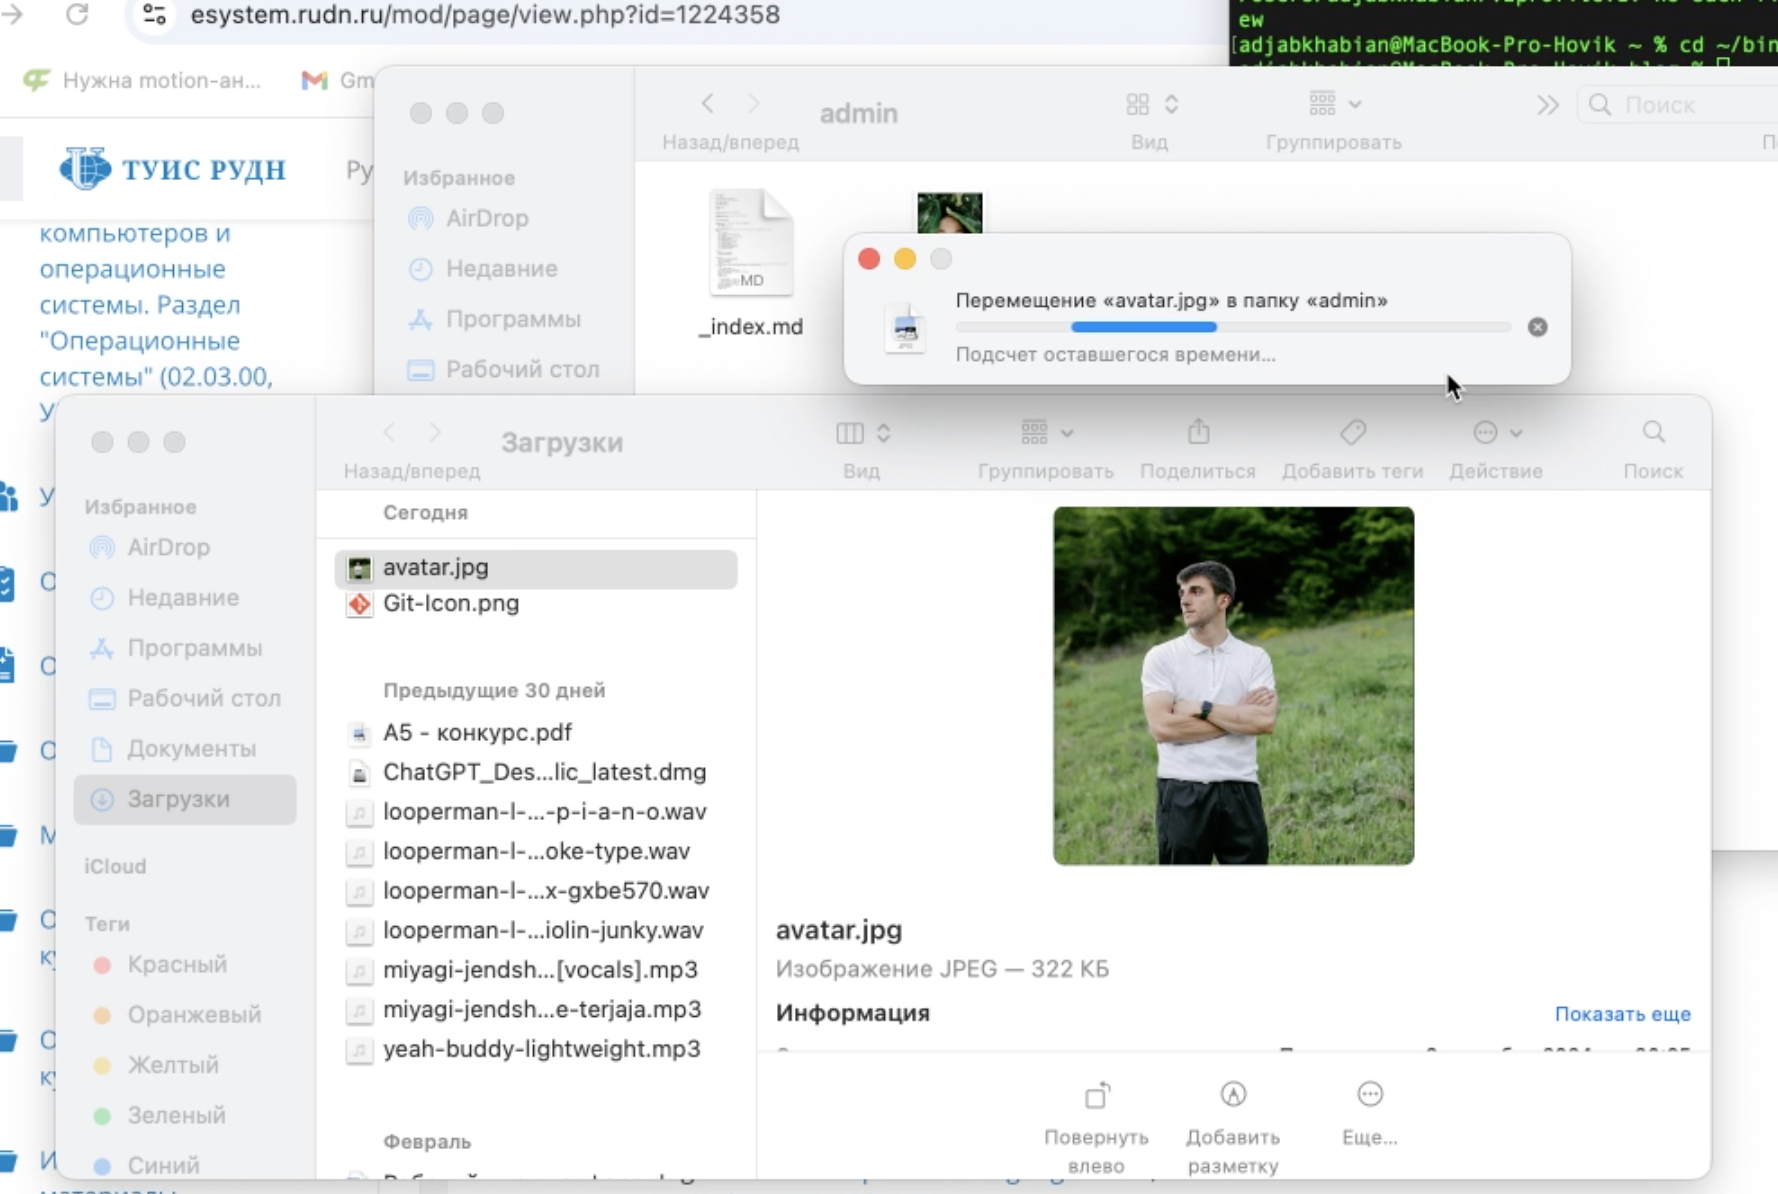 esystem.rudn.ru/mod/page/view.php?id=1224358
ew
[adjabkhabian@MacBook-Pro-Hovik ~ % cd ~/bin
Нужна motion-ан...
Gm
ТУИС РУДН
Ру
компьютеров и
операционные
системы. Раздел
"Операционные
системы" (02.03.00,
admin
Назад/вперед
Вид
Группировать
Поиск
Избранное
AirDrop
Недавние
Программы
Рабочий стол
MD
_index.md
Перемещение «avatar.jpg» в папку «admin»
Подсчет оставшегося времени...
JPG
Загрузки
Назад/вперед
Вид
Группировать
Поделиться
Добавить теги
Действие
Поиск
Избранное
AirDrop
Недавние
Программы
Рабочий стол
Документы
Загрузки
iCloud
Теги
Красный
Оранжевый
Желтый
Зеленый
Синий
Сегодня
avatar.jpg
Git-Icon.png
Предыдущие 30 дней
А5 - конкурс.pdf
ChatGPT_Des...lic_latest.dmg
looperman-l-...-p-i-a-n-o.wav
looperman-l-...oke-type.wav
looperman-l-...x-gxbe570.wav
looperman-l-...iolin-junky.wav
miyagi-jendsh...[vocals].mp3
miyagi-jendsh...e-terjaja.mp3
yeah-buddy-lightweight.mp3
Февраль
avatar.jpg
Изображение JPEG — 322 КБ
Информация
Показать еще
Повернуть
влево
Добавить
разметку
Еще...